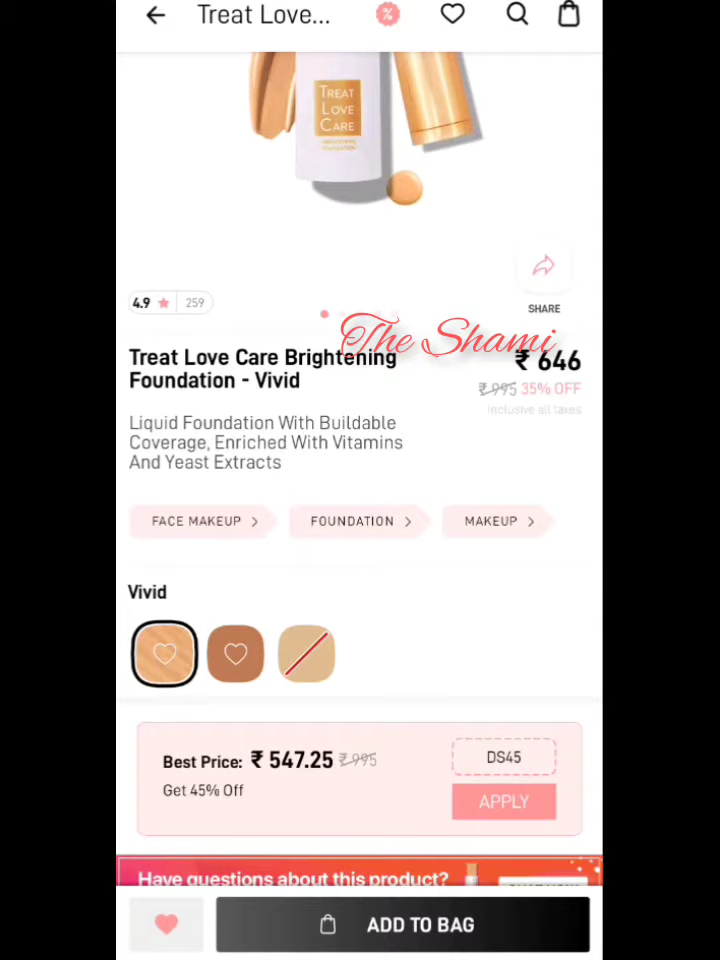 Treat Love...
%
TREAT
LOVE
CARE
BRIGHTENING
FOUNDATION
4.9 ★ 259
SHARE
The Shami
Treat Love Care Brightening
Foundation - Vivid
₹ 646
₹ 995 35% OFF
Inclusive all taxes
Liquid Foundation With Buildable
Coverage, Enriched With Vitamins
And Yeast Extracts
FACE MAKEUP >
FOUNDATION >
MAKEUP >
Vivid
Best Price: ₹ 547.25 ₹ 995
Get 45% Off
DS45
APPLY
Have questions about this product?
ADD TO BAG